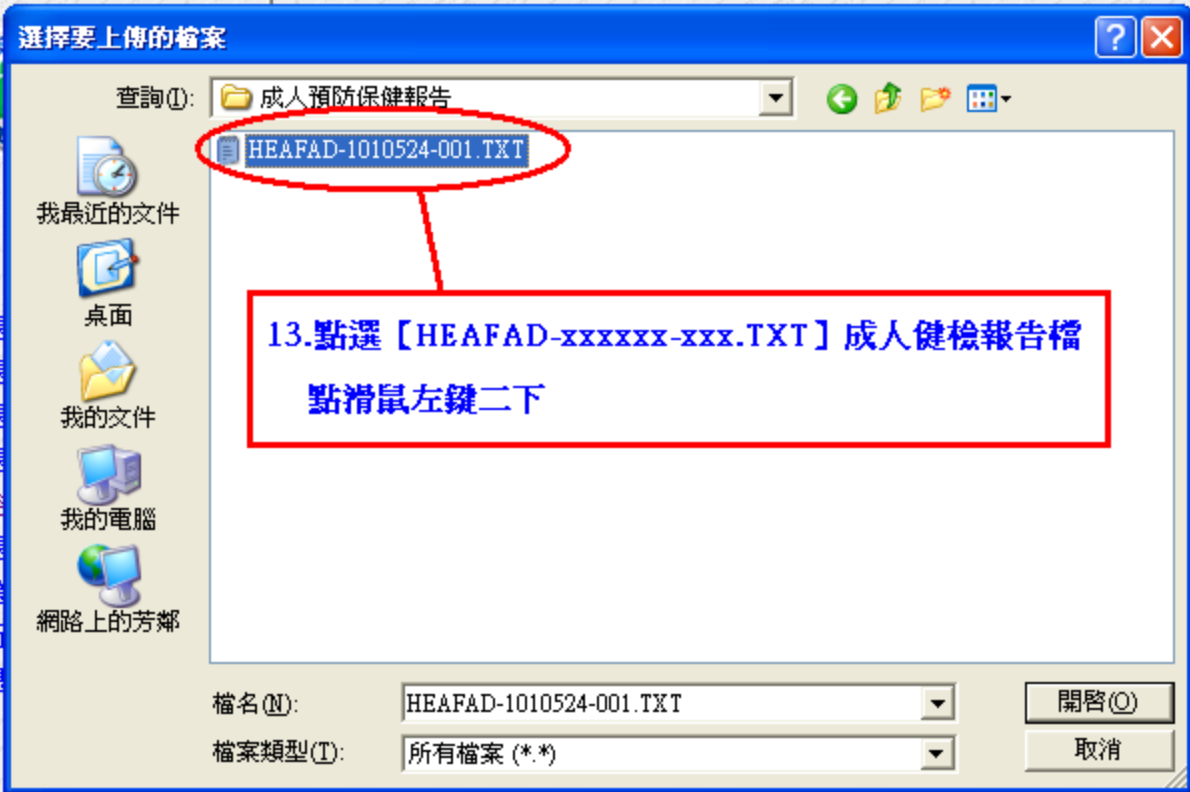 選擇要上傳的檔案
查詢(I):
成人預防保健報告
HEAFAD-1010524-001.TXT
我最近的文件
桌面
我的文件
我的電腦
網路上的芳鄰
13.點選【HEAFAD-xxxxxx-xxx.TXT】成人健檢報告檔
點滑鼠左鍵二下
檔名(N):
HEAFAD-1010524-001.TXT
開啓(O)
檔案類型(T):
所有檔案 (*.*)
取消